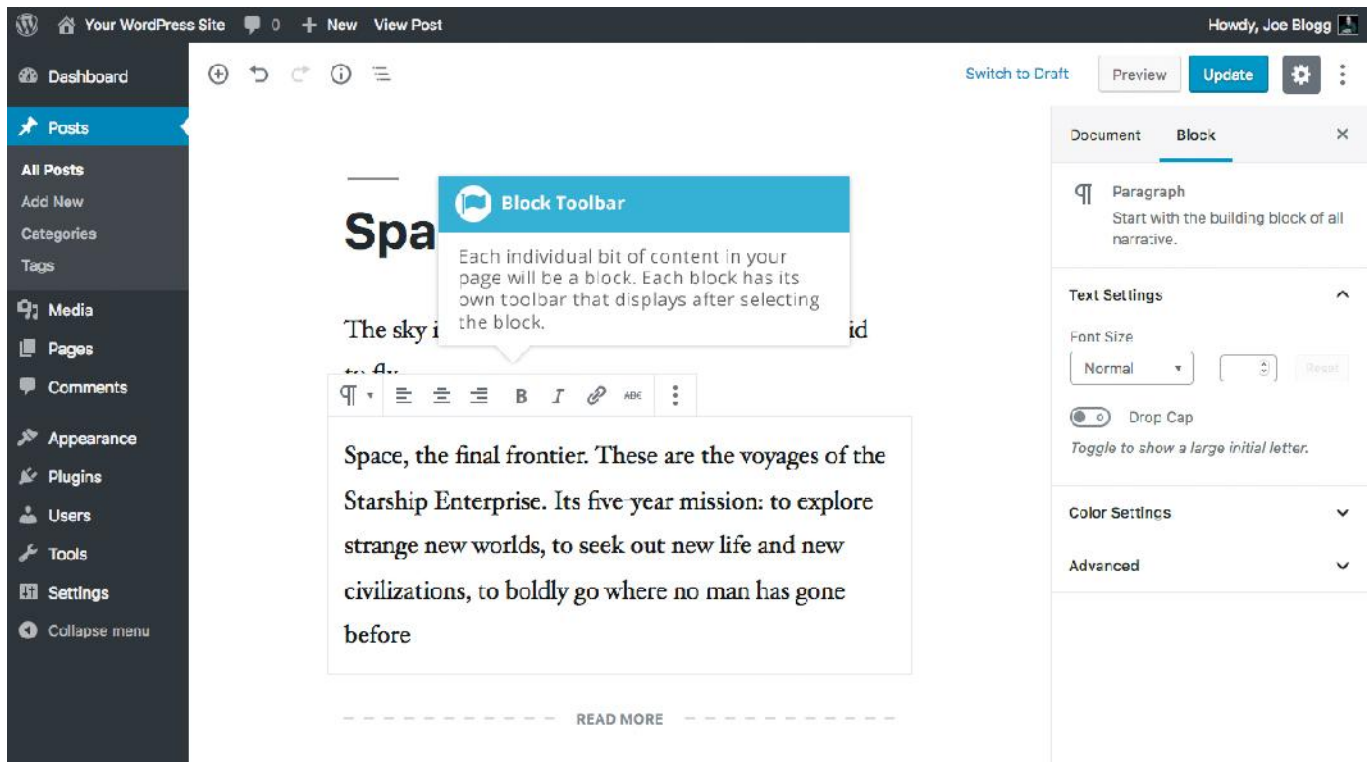 Your WordPress Site 0 New View Post Howdy, Joe Blogg
Dashboard
Posts
All Posts
Add New
Categories
Tags
Media
Pages
Comments
Appearance
Plugins
Users
Tools
Settings
Collapse menu
Switch to Draft Preview Update
Spa
Block Toolbar
Each individual bit of content in your
page will be a block. Each block has its
own toolbar that displays after selecting
the block.
The sky i id
to fly
B I ABC
Space, the final frontier. These are the voyages of the
Starship Enterprise. Its five-year mission: to explore
strange new worlds, to seek out new life and new
civilizations, to boldly go where no man has gone
before
READ MORE
Document Block
Paragraph
Start with the building block of all
narrative.
Text Settings
Font Size
Normal Reset
Drop Cap
Toggle to show a large initial letter.
Color Settings
Advanced